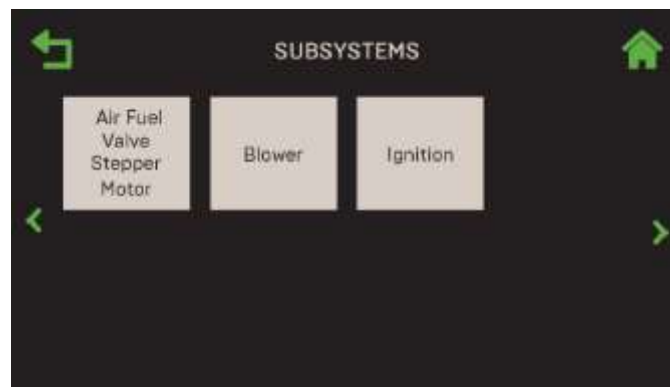 SUBSYSTEMS
Air Fuel
Valve
Stepper
Motor
Blower
Ignition